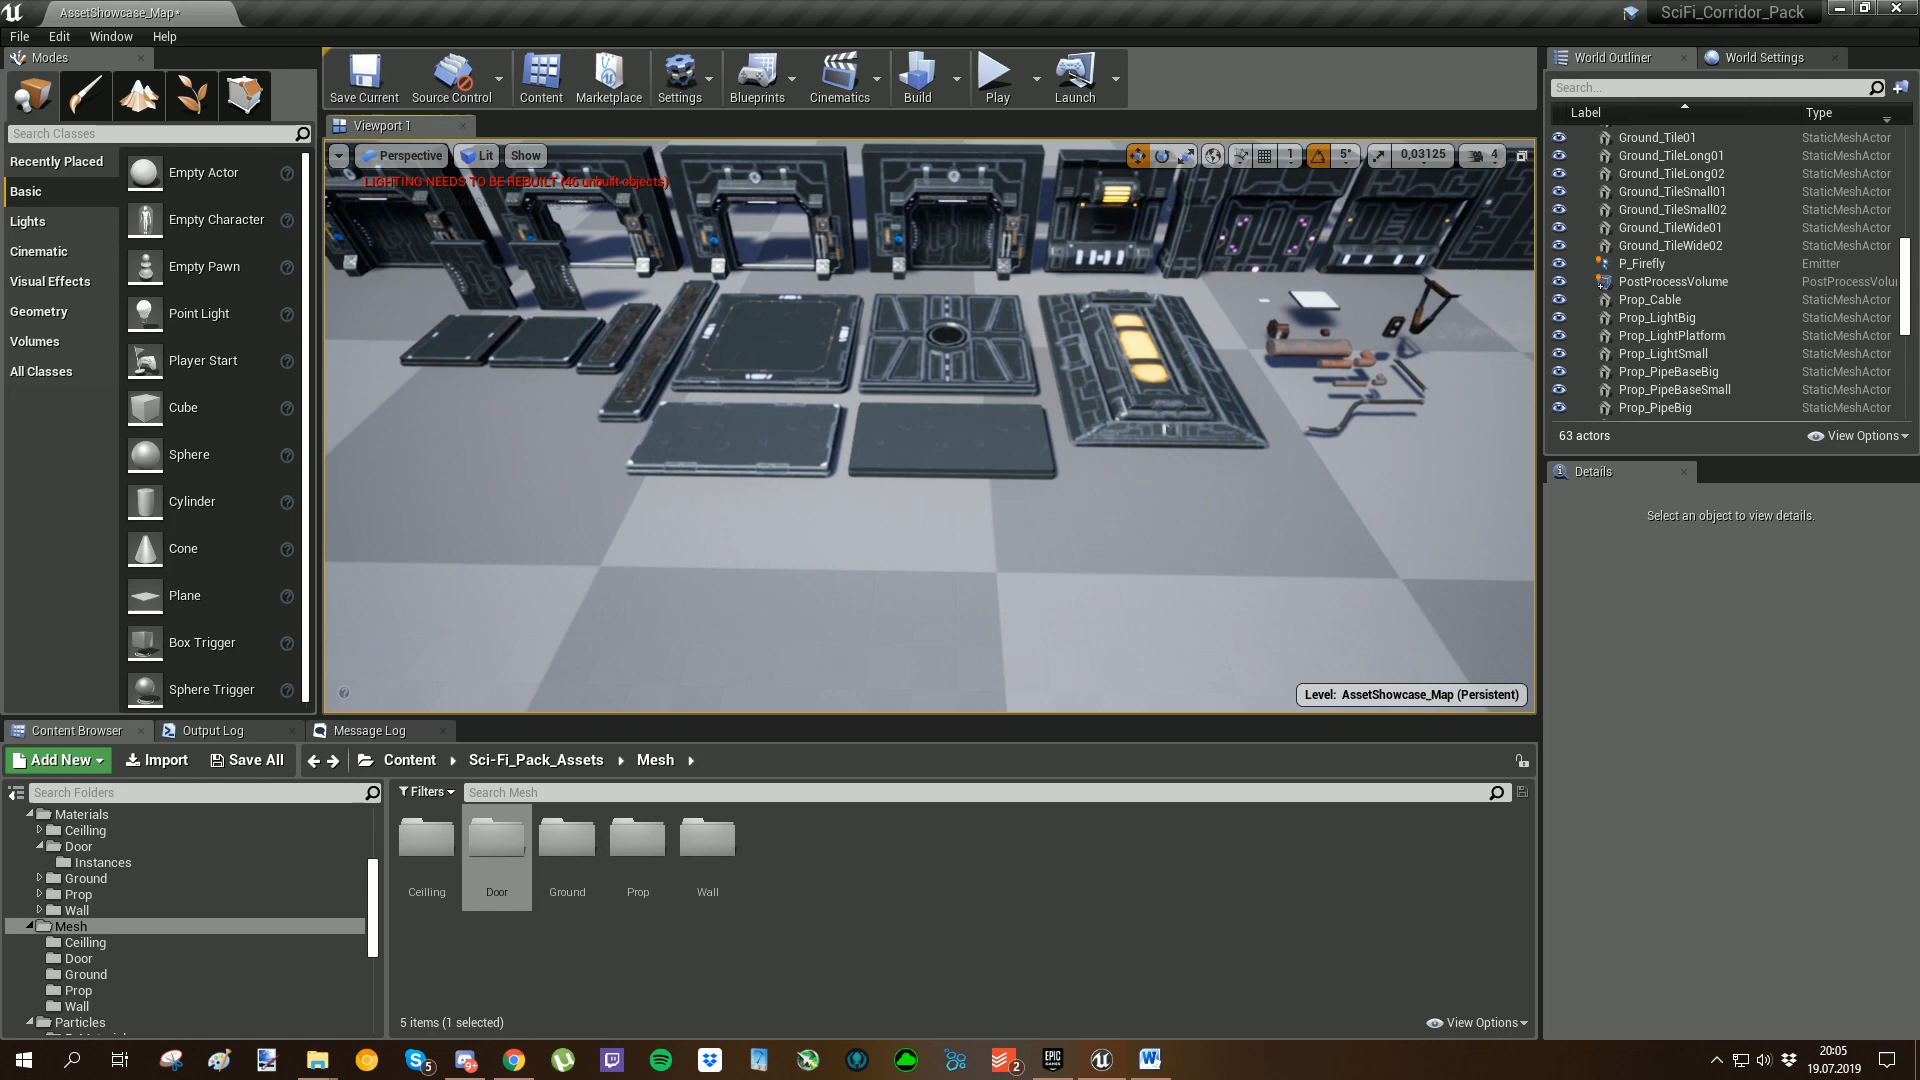 AssetShowcase_Map*
SciFi_Corridor_Pack
File Edit Window Help
Modes
Save Current Source Control Content Marketplace Settings Blueprints Cinematics Build Play Launch
World Outliner World Settings
Search...
Label Type
Search Classes
Viewport 1
Recently Placed
Basic
Lights
Cinematic
Visual Effects
Geometry
Volumes
All Classes
Empty Actor
Empty Character
Empty Pawn
Point Light
Player Start
Cube
Sphere
Cylinder
Cone
Plane
Box Trigger
Sphere Trigger
Perspective Lit Show
1 5° 0,03125 4
LIGHTING NEEDS TO BE REBUILT (46 unbuilt objects)
Level: AssetShowcase_Map (Persistent)
Ground_Tile01 StaticMeshActor
Ground_TileLong01 StaticMeshActor
Ground_TileLong02 StaticMeshActor
Ground_TileSmall01 StaticMeshActor
Ground_TileSmall02 StaticMeshActor
Ground_TileWide01 StaticMeshActor
Ground_TileWide02 StaticMeshActor
P_Firefly Emitter
PostProcessVolume PostProcessVolu
Prop_Cable StaticMeshActor
Prop_LightBig StaticMeshActor
Prop_LightPlatform StaticMeshActor
Prop_LightSmall StaticMeshActor
Prop_PipeBaseBig StaticMeshActor
Prop_PipeBaseSmall StaticMeshActor
Prop_PipeBig StaticMeshActor
63 actors View Options
Details
Select an object to view details.
Content Browser Output Log Message Log
Add New Import Save All Content Sci-Fi_Pack_Assets Mesh
Search Folders
Filters Search Mesh
Materials
Ceilling
Door
Instances
Ground
Prop
Wall
Mesh
Ceilling
Door
Ground
Prop
Wall
Particles
Ceilling Door Ground Prop Wall
5 items (1 selected) View Options
5 9+ 2
EPIC GAMES
20:05
19.07.2019